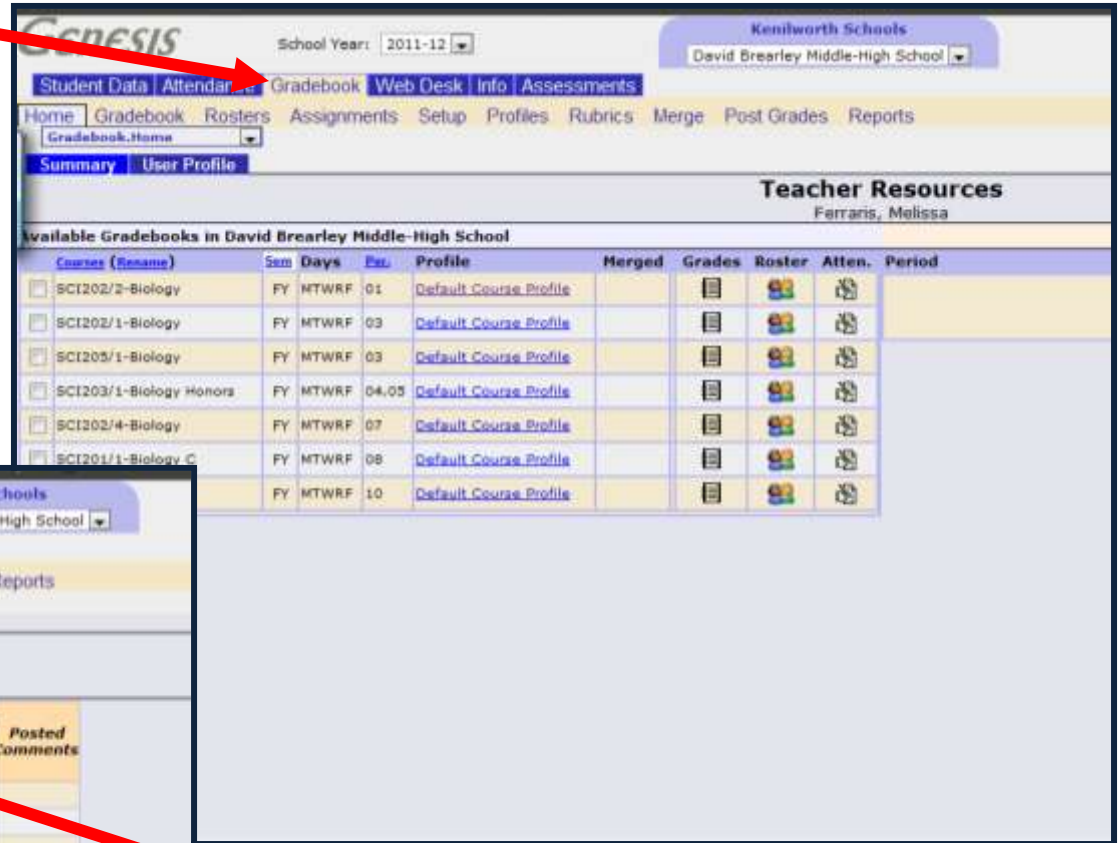 Genesis
School Year: 2011-12
Kenilworth Schools
David Brearley Middle-High School
Student Data Attendance Gradebook Web Desk Info Assessments
Home Gradebook Rosters Assignments Setup Profiles Rubrics Merge Post Grades Reports
Gradebook.Home
Summary User Profile
Teacher Resources
Ferraris, Melissa
Available Gradebooks in David Brearley Middle-High School
Courses (Rename) Sem Days Per. Profile Merged Grades Roster Atten. Period
SCI202/2-Biology FY MTWRF 01 Default Course Profile
SCI202/1-Biology FY MTWRF 03 Default Course Profile
SCI205/1-Biology FY MTWRF 03 Default Course Profile
SCI203/1-Biology Honors FY MTWRF 04,05 Default Course Profile
SCI202/4-Biology FY MTWRF 07 Default Course Profile
SCI201/1-Biology C FY MTWRF 08 Default Course Profile
FY MTWRF 10 Default Course Profile
chools
High School
Reports
Posted
Comments